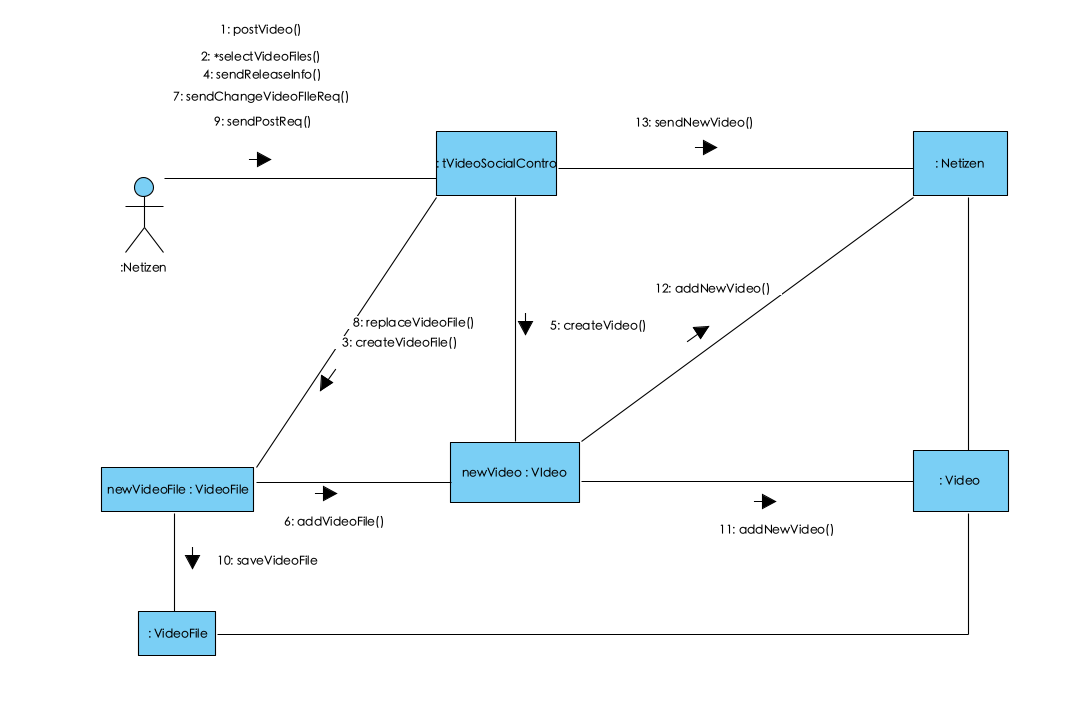 1: postVideo()
2: *selectVideoFiles()
4: sendReleaseInfo()
7: sendChangeVideoFIleReq()
9: sendPostReq()
13: sendNewVideo()
: tVideoSocialContro
: Netizen
:Netizen
12: addNewVideo()
8: replaceVideoFile()
3: createVideoFile()
5: createVideo()
newVideo : VIdeo
: Video
newVideoFile : VideoFile
6: addVideoFile()
11: addNewVideo()
10: saveVideoFile
: VideoFile